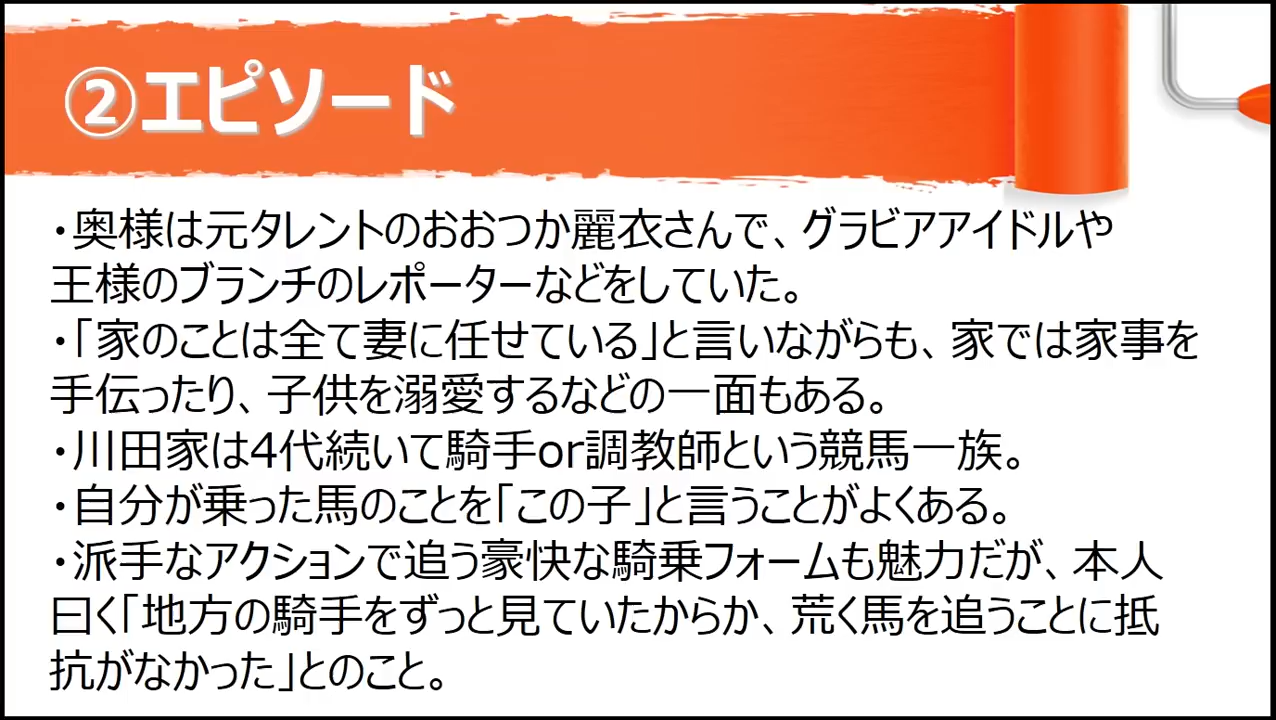 ②エピソード
・奥様は元タレントのおおつか麗衣さんで、グラビアアイドルや
王様のブランチのレポーターなどをしていた。
・「家のことは全て妻に任せている」と言いながらも、家では家事を
手伝ったり、子供を溺愛するなどの一面もある。
・川田家は4代続いて騎手or調教師という競馬一族。
・自分が乗った馬のことを「この子」と言うことがよくある。
・派手なアクションで追う豪快な騎乗フォームも魅力だが、本人
曰く「地方の騎手をずっと見ていたからか、荒く馬を追うことに抵
抗がなかった」とのこと。